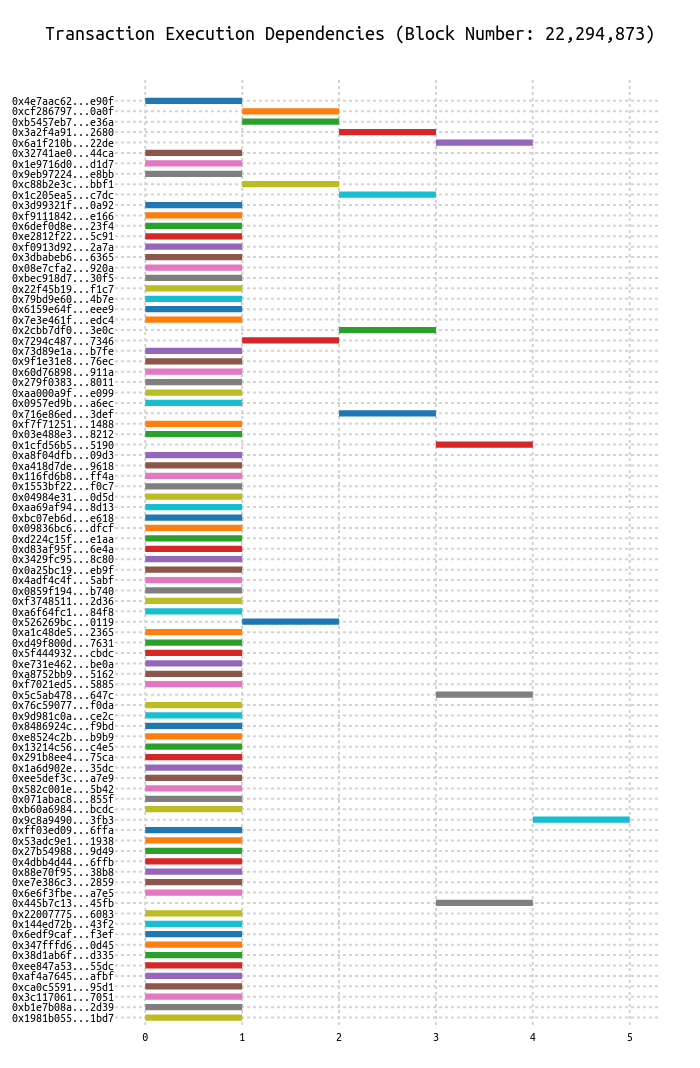 Transaction Execution Dependencies (Block Number: 22,294,873)
0x4e7aac62...e90f
0xcf286797...0a0f
0xb5457eb7...e36a
0x3a2f4a91...2680
0x6a1f210b...22de
0x32741ae0...44ca
0x1e9716d0...d1d7
0x9eb97224...e8bb
0xc88b2e3c...bbf1
0x1c205ea5...c7dc
0x3d99321f...0a92
0xf9111842...e166
0x6def0d8e...23f4
0xe2812f22...5c91
0xf0913d92...2a7a
0x3dbabeb6...6365
0x08e7cfa2...920a
0xbec918d7...30f5
0x22f45b19...f1c7
0x79bd9e60...4b7e
0x6159e64f...eee9
0x7e3e461f...edc4
0x2cbb7df0...3e0c
0x7294c487...7346
0x73d89e1a...b7fe
0x9f1e31e8...76ec
0x60d76898...911a
0x279f0383...8011
0xaa000a9f...e099
0x0957ed9b...a6ec
0x716e86ed...3def
0xf7f71251...1488
0x03e488e3...8212
0x1cfd56b5...5190
0xa8f04dfb...09d3
0xa418d7de...9618
0x116fd6b8...ff4a
0x1553bf22...f0c7
0x04984e31...0d5d
0xaa69af94...8d13
0xbc07eb6d...e618
0x09836bc6...dfcf
0xd224c15f...e1aa
0xd83af95f...6e4a
0x3429fc95...8c80
0x0a25bc19...eb9f
0x4adf4c4f...5abf
0x0859f194...b740
0xf3748511...2d36
0xa6f64fc1...84f8
0x526269bc...0119
0xa1c48de5...2365
0xd49f800d...7631
0x5f444932...cbdc
0xe731e462...be0a
0xa8752bb9...5162
0xf7021ed5...5885
0x5c5ab478...647c
0x76c59077...f0da
0x9d981c0a...ce2c
0x8486924c...f9bd
0xe8524c2b...b9b9
0x13214c56...c4e5
0x291b8ee4...75ca
0x1a6d902e...35dc
0xee5def3c...a7e9
0x582c001e...5b42
0x071abac8...855f
0xb60a6984...bcdc
0x9c8a9490...3fb3
0xff03ed09...6ffa
0x53adc9e1...1938
0x27b54988...9d49
0x4dbb4d44...6ffb
0x88e70f95...38b8
0xe7e386c3...2859
0x6e6f3fbe...a7e5
0x445b7c13...45fb
0x22007775...6083
0x144ed72b...43f2
0x6edf9caf...f3ef
0x347fffd6...0d45
0x38d1ab6f...d335
0xee847a53...55dc
0xaf4a7645...afbf
0xca0c5591...95d1
0x3c117061...7051
0xb1e7b08a...2d39
0x1981b055...1bd7
0 1 2 3 4 5